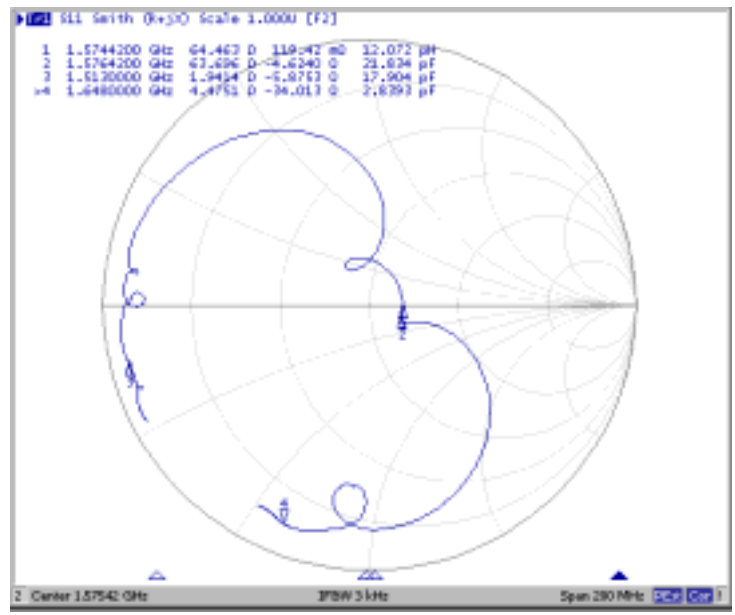 Tr1 S11 Smith (R+jX) Scale 1.000U [F2]
1 1.5744200 GHz 64.463 Ω 119.42 mΩ 12.072 pH
2 1.5764200 GHz 63.696 Ω -4.6240 Ω 21.834 pF
3 1.5130000 GHz 1.9414 Ω -5.8753 Ω 17.904 pF
>4 1.6480000 GHz 4.4751 Ω -34.013 Ω 2.8393 pF
2 Center 1.57542 GHz IFBW 3 kHz Span 200 MHz Cor !